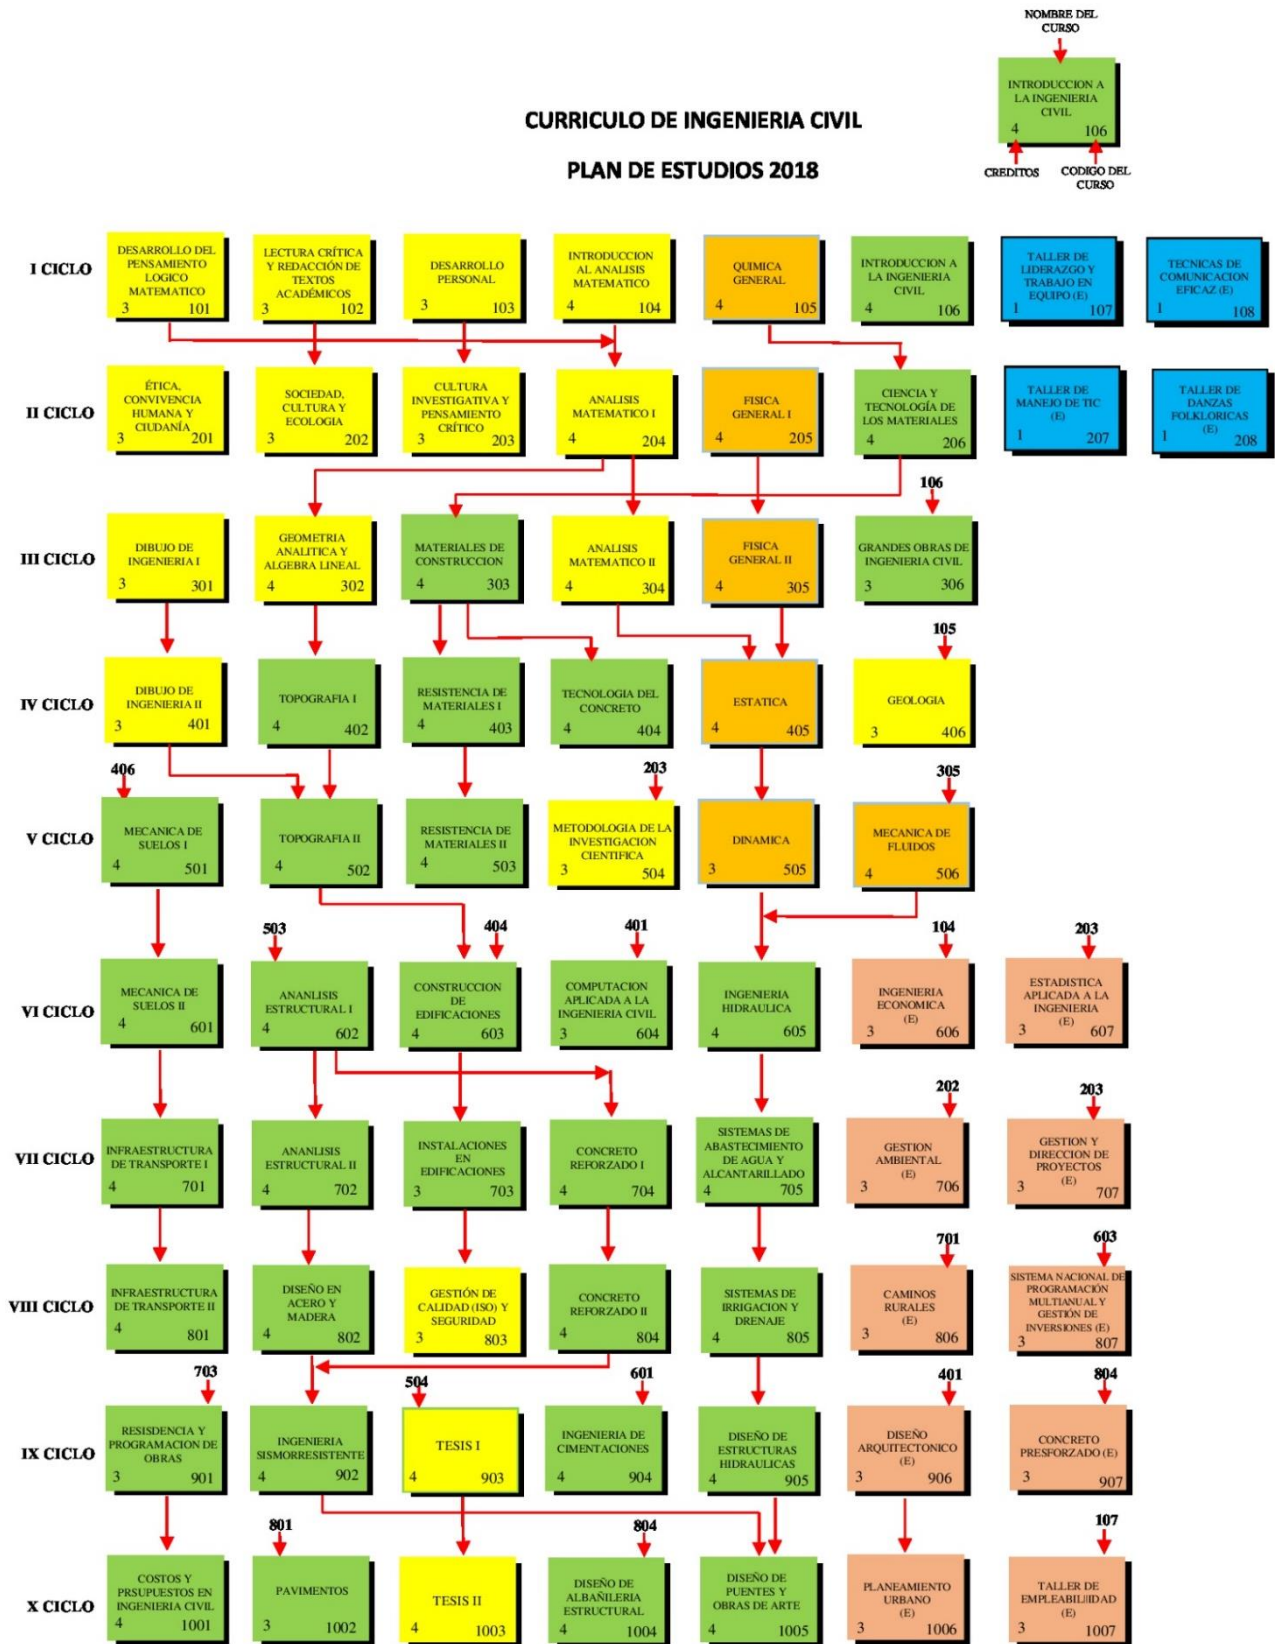 NOMBRE DEL
CURSO
INTRODUCCION A
LA INGENIERIA
CIVIL
4 106
CREDITOS
CODIGO DEL
CURSO
CURRICULO DE INGENIERIA CIVIL
PLAN DE ESTUDIOS 2018
I CICLO
DESARROLLO DEL
PENSAMIENTO
LOGICO
MATEMATICO
3 101
LECTURA CRÍTICA
Y REDACCIÓN DE
TEXTOS
ACADÉMICOS
3 102
DESARROLLO
PERSONAL
3 103
INTRODUCCION
AL ANALISIS
MATEMATICO
4 104
QUIMICA
GENERAL
4 105
INTRODUCCION A
LA INGENIERIA
CIVIL
4 106
TALLER DE
LIDERAZGO Y
TRABAJO EN
EQUIPO (E)
1 107
TECNICAS DE
COMUNICACION
EFICAZ (E)
1 108
II CICLO
ÉTICA,
CONVIVENCIA
HUMANA Y
CIUDANÍA
3 201
SOCIEDAD,
CULTURA Y
ECOLOGIA
3 202
CULTURA
INVESTIGATIVA Y
PENSAMIENTO
CRÍTICO
3 203
ANALISIS
MATEMATICO I
4 204
FISICA
GENERAL I
4 205
CIENCIA Y
TECNOLOGÍA DE
LOS MATERIALES
4 206
TALLER DE
MANEJO DE TIC
(E)
1 207
TALLER DE
DANZAS
FOLKLORICAS
(E)
1 208
III CICLO
DIBUJO DE
INGENIERIA I
3 301
GEOMETRIA
ANALITICA Y
ALGEBRA LINEAL
4 302
MATERIALES DE
CONSTRUCCION
4 303
ANALISIS
MATEMATICO II
4 304
FISICA
GENERAL II
4 305
106
GRANDES OBRAS DE
INGENIERIA CIVIL
3 306
IV CICLO
DIBUJO DE
INGENIERIA II
3 401
TOPOGRAFIA I
4 402
RESISTENCIA DE
MATERIALES I
4 403
TECNOLOGIA DEL
CONCRETO
4 404
ESTATICA
4 405
105
GEOLOGIA
3 406
V CICLO
406
MECANICA DE
SUELOS I
4 501
TOPOGRAFIA II
4 502
RESISTENCIA DE
MATERIALES II
4 503
203
METODOLOGIA DE LA
INVESTIGACION
CIENTIFICA
3 504
DINAMICA
3 505
305
MECANICA DE
FLUIDOS
4 506
VI CICLO
MECANICA DE
SUELOS II
4 601
503
ANANLISIS
ESTRUCTURAL I
4 602
404
CONSTRUCCION
DE
EDIFICACIONES
4 603
401
COMPUTACION
APLICADA A LA
INGENIERIA CIVIL
3 604
INGENIERIA
HIDRAULICA
4 605
104
INGENIERIA
ECONOMICA
(E)
3 606
203
ESTADISTICA
APLICADA A LA
INGENIERIA
(E)
3 607
VII CICLO
INFRAESTRUCTURA
DE TRANSPORTE I
4 701
ANANLISIS
ESTRUCTURAL II
4 702
INSTALACIONES
EN
EDIFICACIONES
3 703
CONCRETO
REFORZADO I
4 704
SISTEMAS DE
ABASTECIMIENTO
DE AGUA Y
ALCANTARILLADO
4 705
202
GESTION
AMBIENTAL
(E)
3 706
203
GESTION Y
DIRECCION DE
PROYECTOS
(E)
3 707
VIII CICLO
INFRAESTRUCTURA
DE TRANSPORTE II
4 801
DISEÑO EN
ACERO Y
MADERA
4 802
GESTIÓN DE
CALIDAD (ISO) Y
SEGURIDAD
3 803
CONCRETO
REFORZADO II
4 804
SISTEMAS DE
IRRIGACION Y
DRENAJE
4 805
701
CAMINOS
RURALES
(E)
3 806
603
SISTEMA NACIONAL DE
PROGRAMACIÓN
MULTIANUAL Y
GESTIÓN DE
INVERSIONES (E)
3 807
IX CICLO
703
RESISDENCIA Y
PROGRAMACION DE
OBRAS
3 901
INGENIERIA
SISMORRESISTENTE
4 902
504
TESIS I
4 903
601
INGENIERIA DE
CIMENTACIONES
4 904
DISEÑO DE
ESTRUCTURAS
HIDRAULICAS
4 905
401
DISEÑO
ARQUITECTONICO
(E)
3 906
804
CONCRETO
PRESFORZADO (E)
3 907
X CICLO
COSTOS Y
PRSUPUESTOS EN
INGENIERIA CIVIL
4 1001
801
PAVIMENTOS
3 1002
TESIS II
4 1003
804
DISEÑO DE
ALBAÑILERIA
ESTRUCTURAL
4 1004
DISEÑO DE
PUENTES Y
OBRAS DE ARTE
4 1005
PLANEAMIENTO
URBANO
(E)
3 1006
107
TALLER DE
EMPLEABILIIDAD
(E)
3 1007